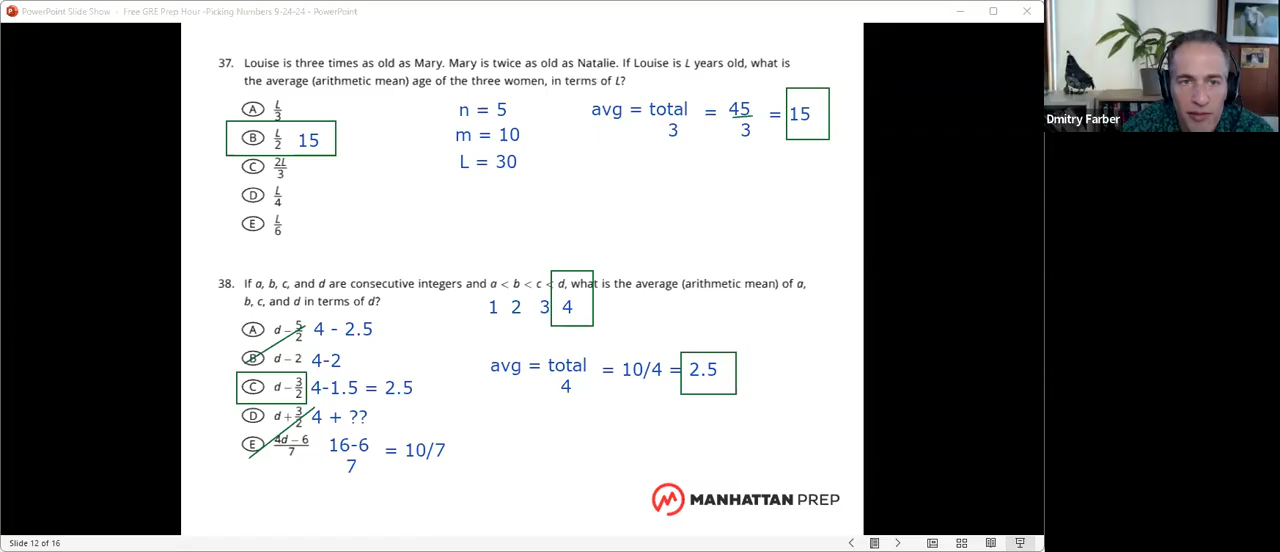 PowerPoint Slide Show - Free GRE Prep Hour -Picking Numbers 9-24-24 - PowerPoint
37. Louise is three times as old as Mary. Mary is twice as old as Natalie. If Louise is L years old, what is
the average (arithmetic mean) age of the three women, in terms of L?
A L/3
B L/2 15
C 2L/3
D L/4
E L/6
n = 5
m = 10
L = 30
avg = total/3 = 45/3 = 15
38. If a, b, c, and d are consecutive integers and a < b < c < d, what is the average (arithmetic mean) of a,
b, c, and d in terms of d?
1 2 3 4
A d – 5/2 4 - 2.5
B d – 2 4-2
C d – 3/2 4-1.5 = 2.5
D d + 3/2 4 + ??
E 4d – 6/7 16-6/7 = 10/7
avg = total/4 = 10/4 = 2.5
MANHATTAN PREP
Dmitry Farber
Slide 12 of 16